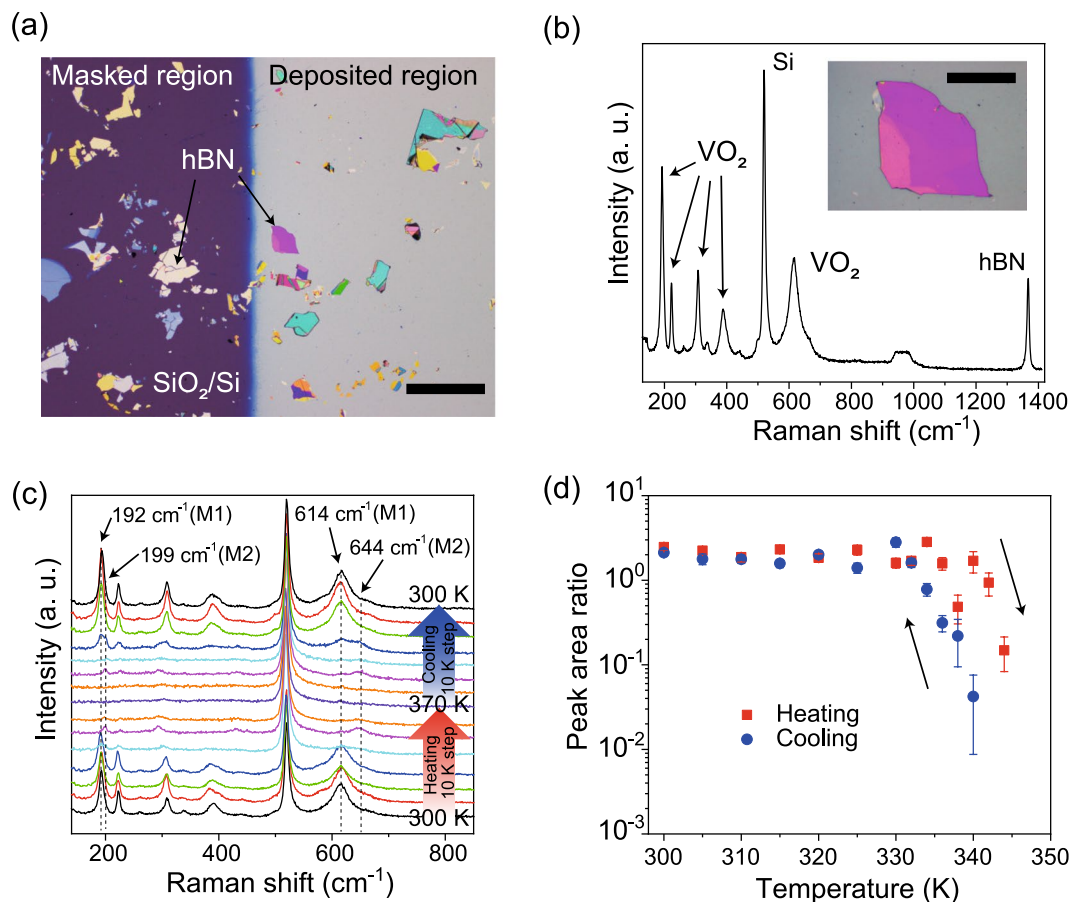 (a)
Masked region
Deposited region
hBN
SiO₂/Si
(b)
Si
VO₂
VO₂
hBN
Intensity (a. u.)
200 400 600 800 1000 1200 1400
Raman shift (cm⁻¹)
(c)
192 cm⁻¹(M1)
614 cm⁻¹(M1)
199 cm⁻¹(M2)
644 cm⁻¹(M2)
300 K
Cooling
10 K step
370 K
Heating
10 K step
300 K
Intensity (a. u.)
200 400 600 800
Raman shift (cm⁻¹)
(d)
10¹
10⁰
10⁻¹
10⁻²
10⁻³
Peak area ratio
Heating
Cooling
300 310 320 330 340 350
Temperature (K)